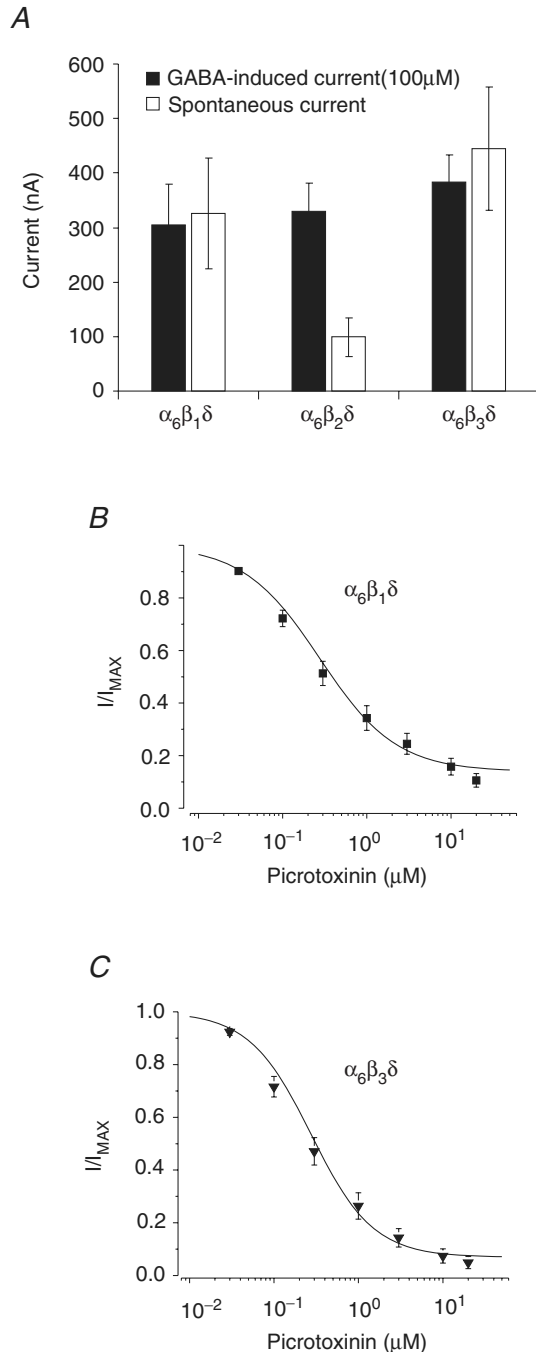 A
600
500
400
300
200
100
0
Current (nA)
GABA-induced current(100μM)
Spontaneous current
α₆β₁δ
α₆β₂δ
α₆β₃δ
B
α₆β₁δ
0.8
0.6
0.4
0.2
0.0
I/I_MAX
10⁻² 10⁻¹ 10⁰ 10¹
Picrotoxinin (μM)
C
1.0
α₆β₃δ
0.8
0.6
0.4
0.2
0.0
I/I_MAX
10⁻² 10⁻¹ 10⁰ 10¹
Picrotoxinin (μM)